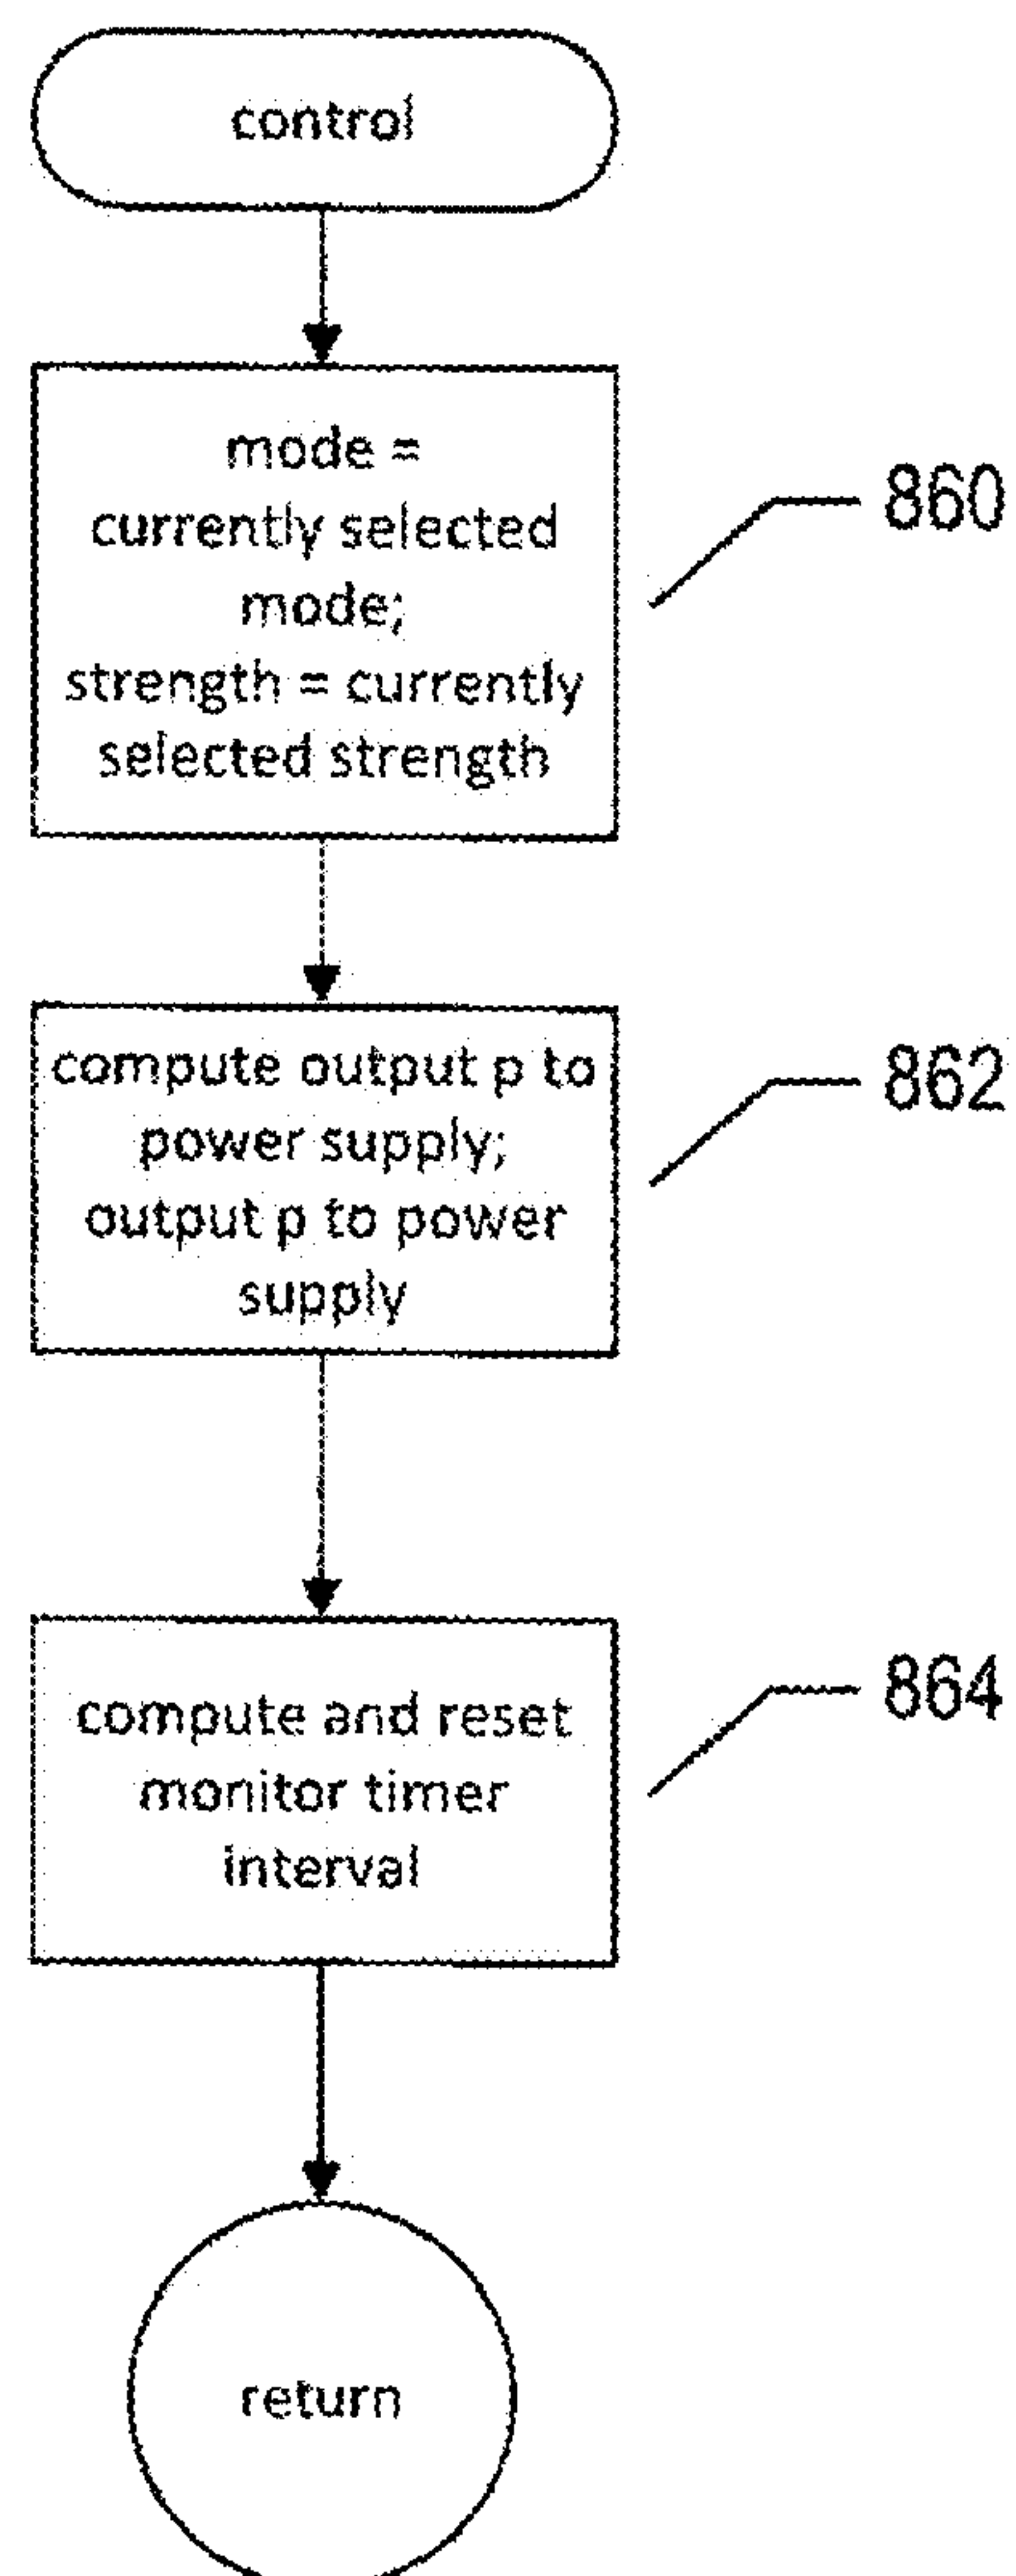 control
mode =
currently selected
mode;
strength = currently
selected strength
860
compute output p to
power supply;
output p to power
supply
862
compute and reset
monitor timer
interval
864
return